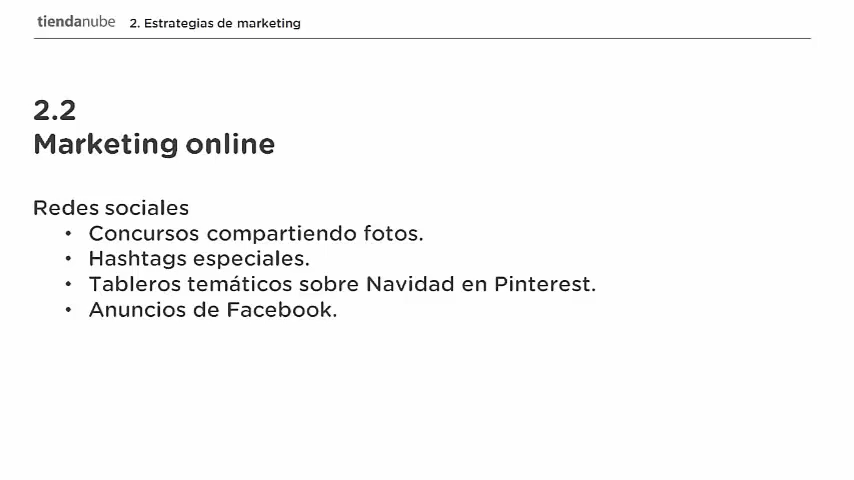 tiendanube 2. Estrategias de marketing
2.2
Marketing online
Redes sociales
• Concursos compartiendo fotos.
• Hashtags especiales.
• Tableros temáticos sobre Navidad en Pinterest.
• Anuncios de Facebook.